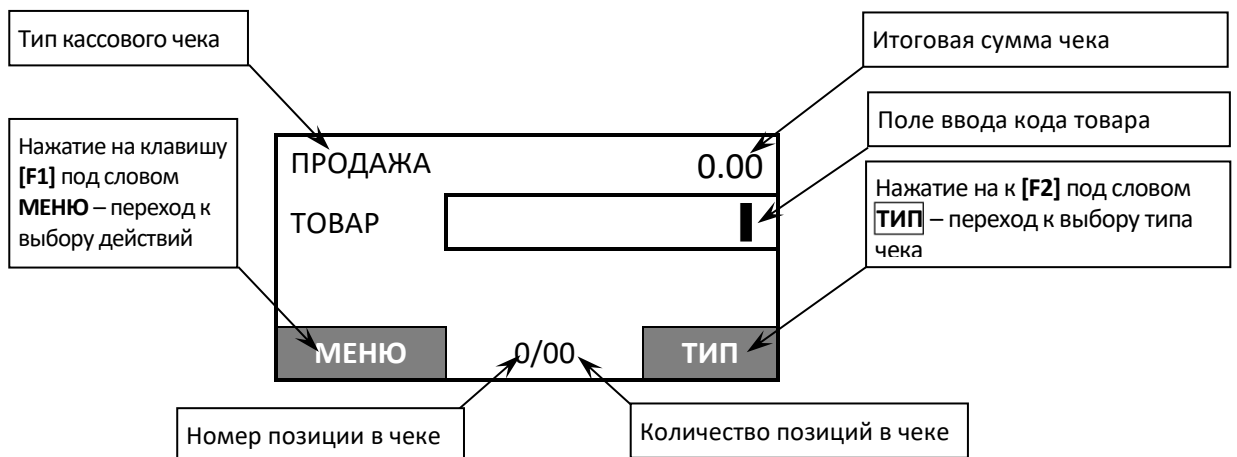 Тип кассового чека
Итоговая сумма чека
Поле ввода кода товара
Нажатие на клавишу
[F1] под словом
МЕНЮ – переход к
выбору действий
ПРОДАЖА 0.00
ТОВАР
Нажатие на к [F2] под словом
ТИП – переход к выбору типа
чека
МЕНЮ 0/00 ТИП
Номер позиции в чеке
Количество позиций в чеке